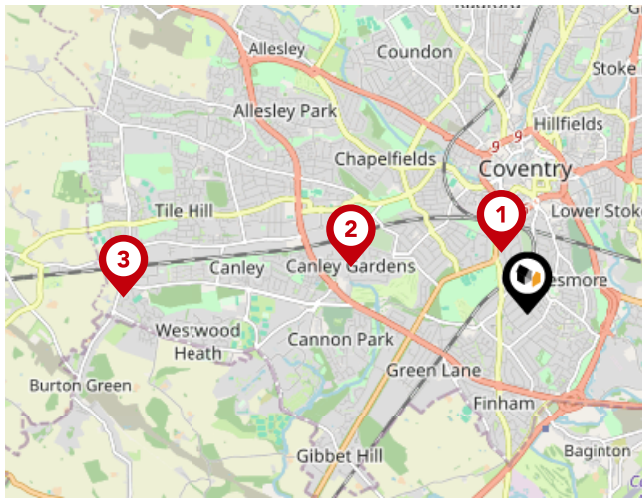 Allesley
Coundon
Stoke
Allesley Park
9
Hillfields
9
Chapelfields
Coventry
Tile Hill
1
Lower Stoke
2
3
Canley
Canley Gardens
Westwood
Heath
Cannon Park
Green Lane
Burton Green
Finham
Baginton
Gibbet Hill